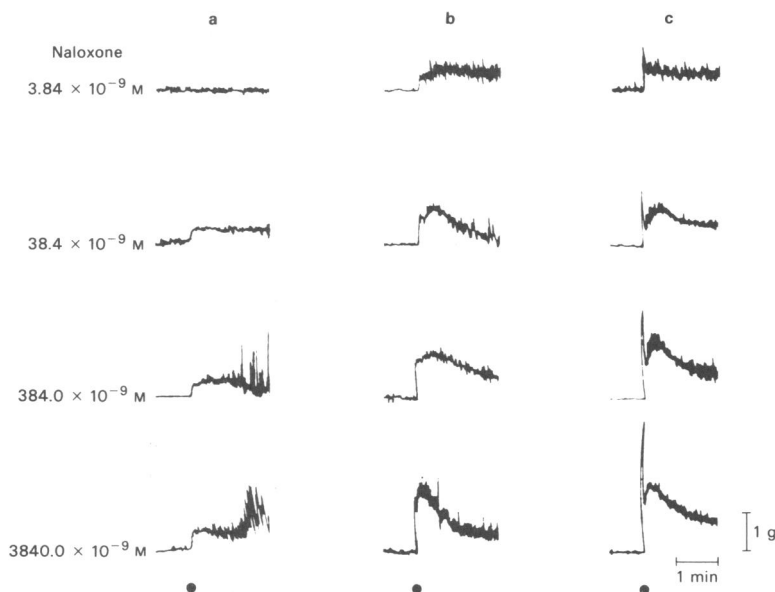 a b c
Naloxone
3.84 × 10⁻⁹ M
38.4 × 10⁻⁹ M
384.0 × 10⁻⁹ M
3840.0 × 10⁻⁹ M
1 g
1 min